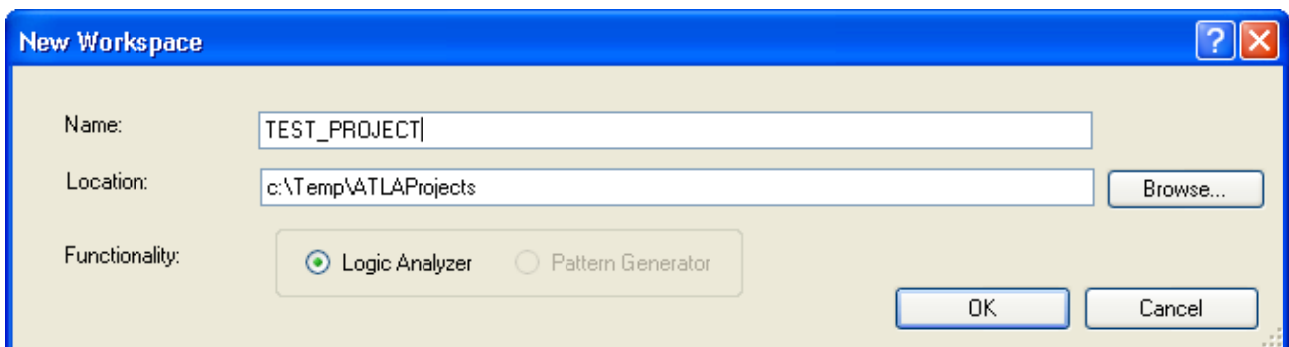 New Workspace
Name: TEST_PROJECT
Location: c:\Temp\ATLAProjects Browse...
Functionality: Logic Analyzer Pattern Generator
OK Cancel